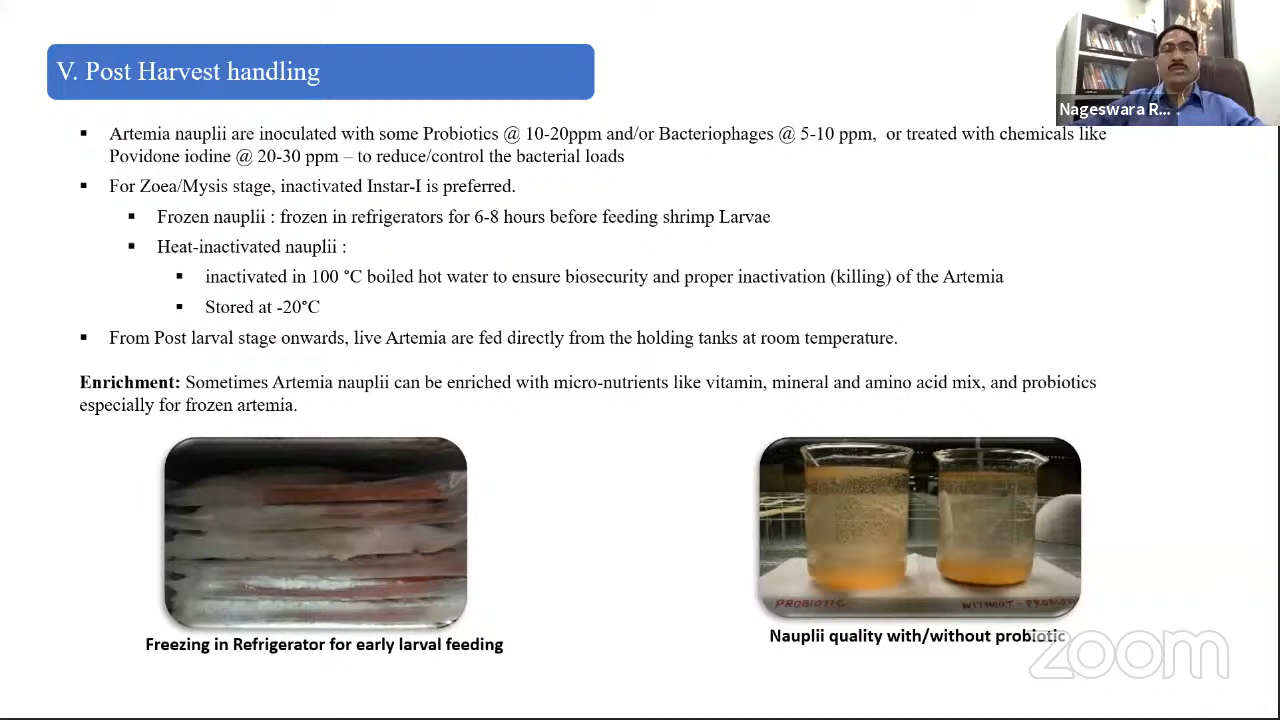 V. Post Harvest handling
Nageswara R...
▪ Artemia nauplii are inoculated with some Probiotics @ 10-20ppm and/or Bacteriophages @ 5-10 ppm, or treated with chemicals like
Povidone iodine @ 20-30 ppm – to reduce/control the bacterial loads
▪ For Zoea/Mysis stage, inactivated Instar-I is preferred.
▪ Frozen nauplii : frozen in refrigerators for 6-8 hours before feeding shrimp Larvae
▪ Heat-inactivated nauplii :
▪ inactivated in 100 °C boiled hot water to ensure biosecurity and proper inactivation (killing) of the Artemia
▪ Stored at -20°C
▪ From Post larval stage onwards, live Artemia are fed directly from the holding tanks at room temperature.
Enrichment: Sometimes Artemia nauplii can be enriched with micro-nutrients like vitamin, mineral and amino acid mix, and probiotics
especially for frozen artemia.
PROBIOTIC
WITHOUT-PROBIOTI
Freezing in Refrigerator for early larval feeding
Nauplii quality with/without probiotic
zoom